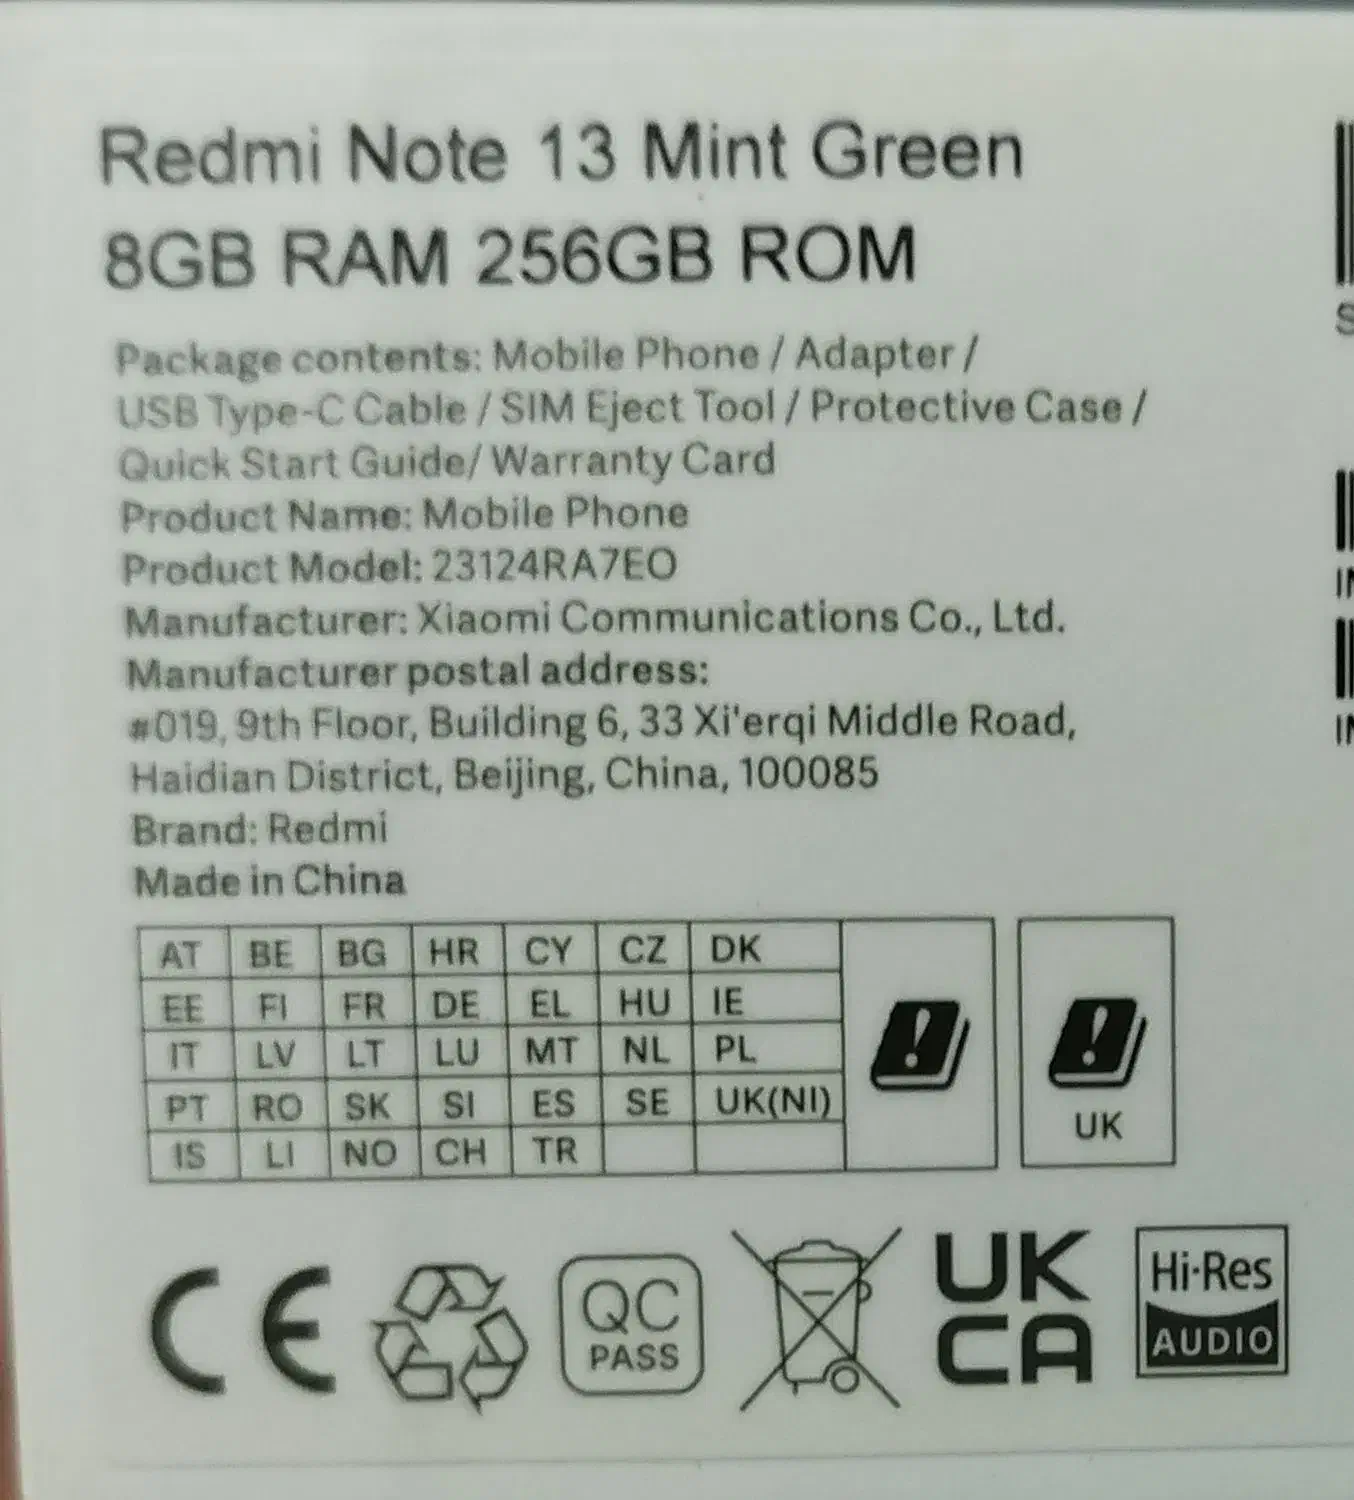 Redmi Note 13 Mint Green
8GB RAM 256GB ROM
Package contents: Mobile Phone / Adapter /
USB Type-C Cable / SIM Eject Tool / Protective Case /
Quick Start Guide/ Warranty Card
Product Name: Mobile Phone
Product Model: 23124RA7EO
Manufacturer: Xiaomi Communications Co., Ltd.
Manufacturer postal address:
#019, 9th Floor, Building 6, 33 Xi'erqi Middle Road,
Haidian District, Beijing, China, 100085
Brand: Redmi
Made in China
AT BE BG HR CY CZ DK
EE FI FR DE EL HU IE
IT LV LT LU MT NL PL
PT RO SK SI ES SE UK(NI)
IS LI NO CH TR
UK
CE
QC
PASS
UK
CA
Hi-Res
AUDIO